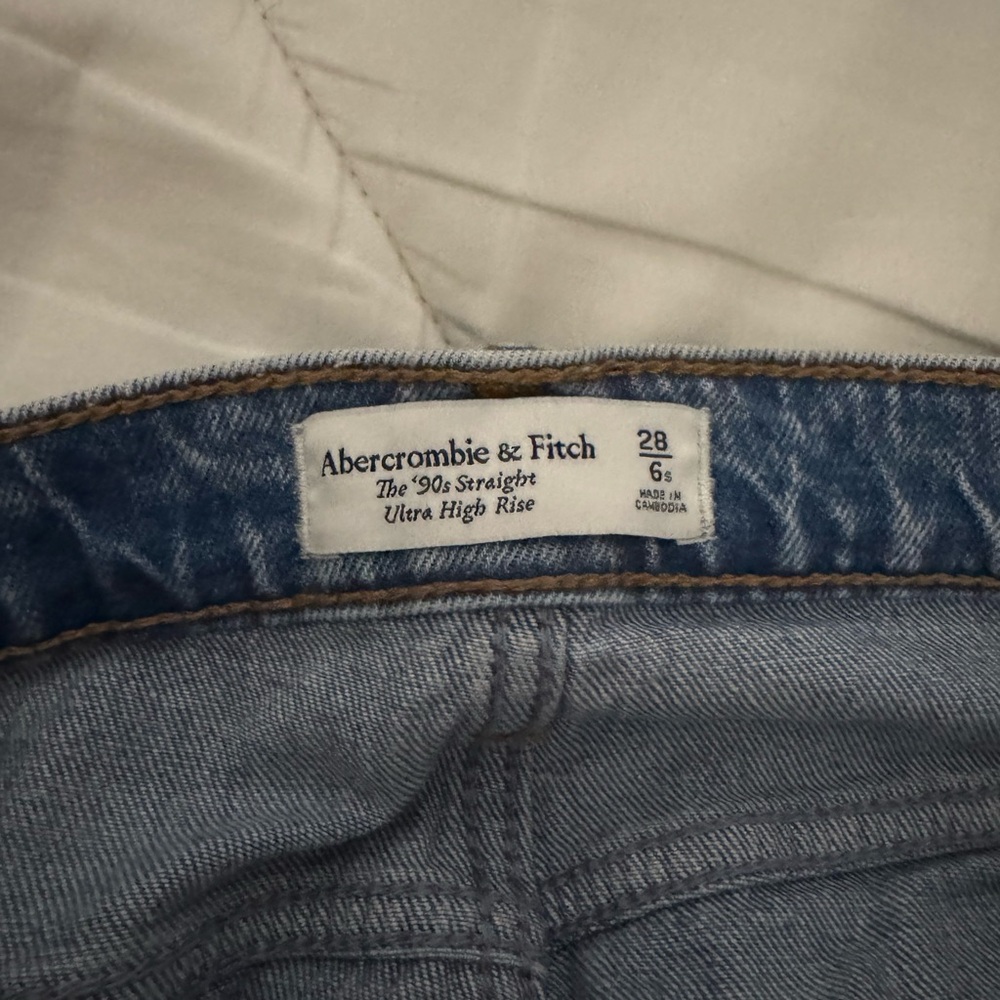 Abercrombie & Fitch
The '90s Straight
Ultra High Rise
28
6s
MADE IN
CAMBODIA